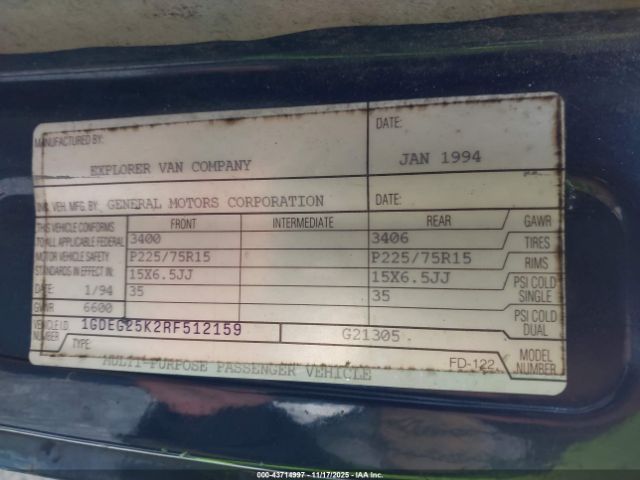 MANUFACTURED BY: DATE:
EXPLORER VAN COMPANY JAN 1994
INC. VEH. MFG. BY: GENERAL MOTORS CORPORATION DATE:
THIS VEHICLE CONFORMS FRONT INTERMEDIATE REAR GAWR
TO ALL APPLICABLE FEDERAL 3400 3406 TIRES
MOTOR VEHICLE SAFETY P225/75R15 P225/75R15 RIMS
STANDARDS IN EFFECT IN: 15X6.5JJ 15X6.5JJ PSI COLD SINGLE
DATE: 1/94 35 35
GVWR 6600 PSI COLD DUAL
VEHICLE I.D. NUMBER 1GDEG25K2RF512159 G21305
TYPE: FD-122 MODEL NUMBER
MULTI-PURPOSE PASSENGER VEHICLE
000-43714997 - 11/17/2025 - IAA Inc.